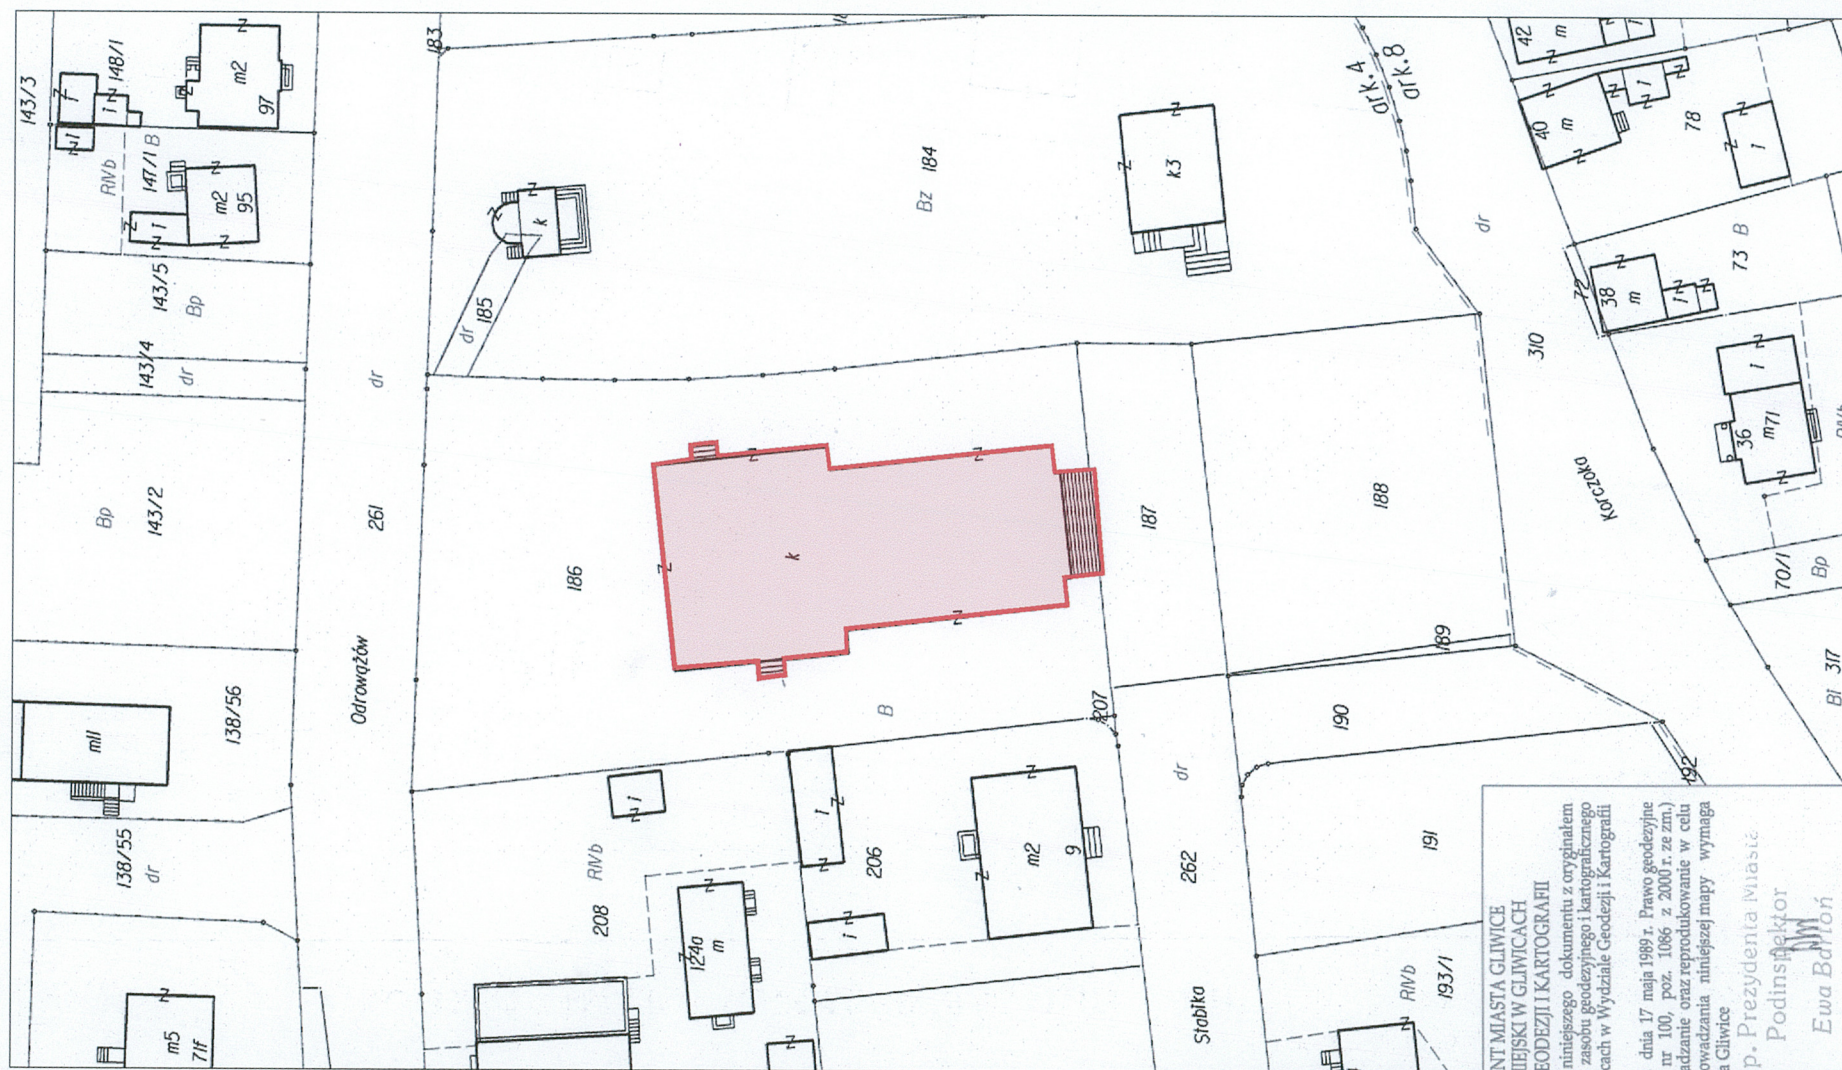 143/3
148/1
m2
97
RIVb
147/1 B
m2
95
143/5
Bp
143/4
dr
Bp
143/2
261
dr
Odrowążów
mII
138/56
138/55
dr
m5
71f
183
k
dr 185
Bz 184
k3
ark.4
ark.8
dr
310
Korczoka
42
m
40
m
78
73 B
72
38
m
36
m71
70/1
Bp
Bi 317
186
k
B
187
188
189
190
191
192
193/1
RIVb
207
dr
262
Stabika
206
m2
9
208
RIVb
124a
m
NT MIASTA GLIWICE
IEJSKI W GLIWICACH
EODEZJI I KARTOGRAFII
niniejszego dokumentu z oryginałem
zasobu geodezyjnego i kartograficznego
cach w Wydziale Geodezji i Kartografii
dnia 17 maja 1989 r. Prawo geodezyjne
nr 100, poz. 1086 z 2000 r. ze zm.)
adzanie oraz reprodukowanie w celu
owadzania niniejszej mapy wymaga
a Gliwice
p. Prezydenta Miasta
Podinspektor
Ewa Bartoń